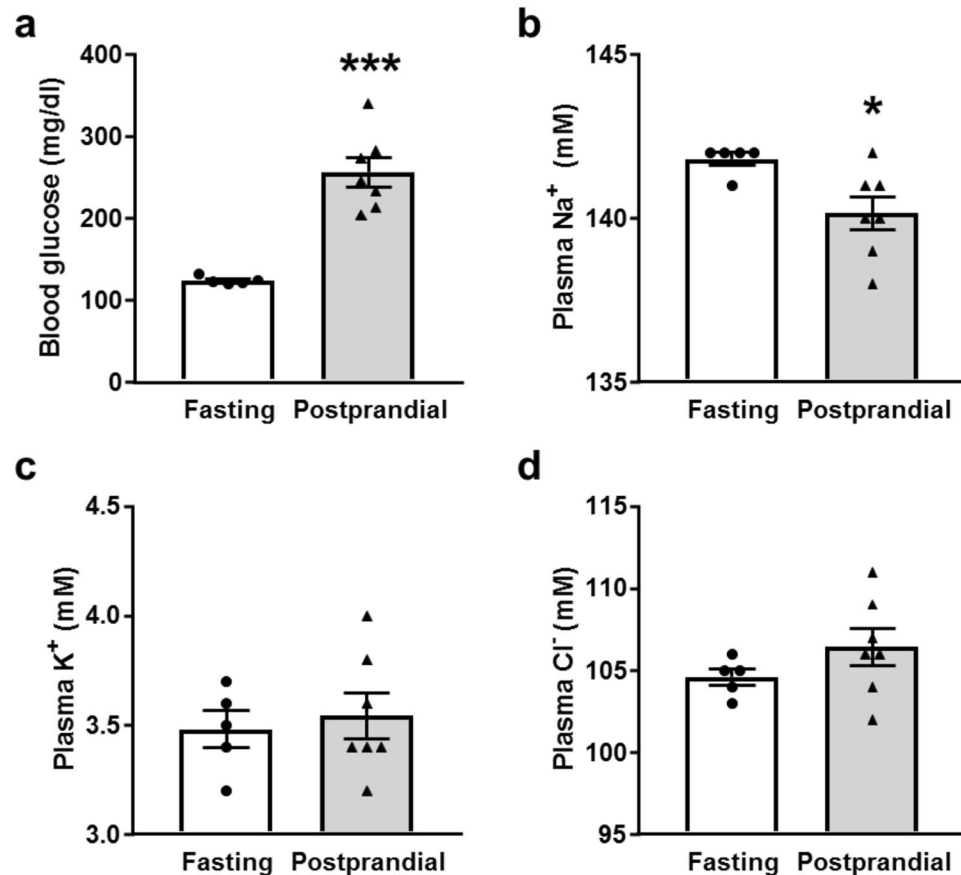 a
Blood glucose (mg/dl)
400
300
200
100
0
***
Fasting Postprandial
b
Plasma Na⁺ (mM)
145
140
135
*
Fasting Postprandial
c
Plasma K⁺ (mM)
4.5
4.0
3.5
3.0
Fasting Postprandial
d
Plasma Cl⁻ (mM)
115
110
105
100
95
Fasting Postprandial